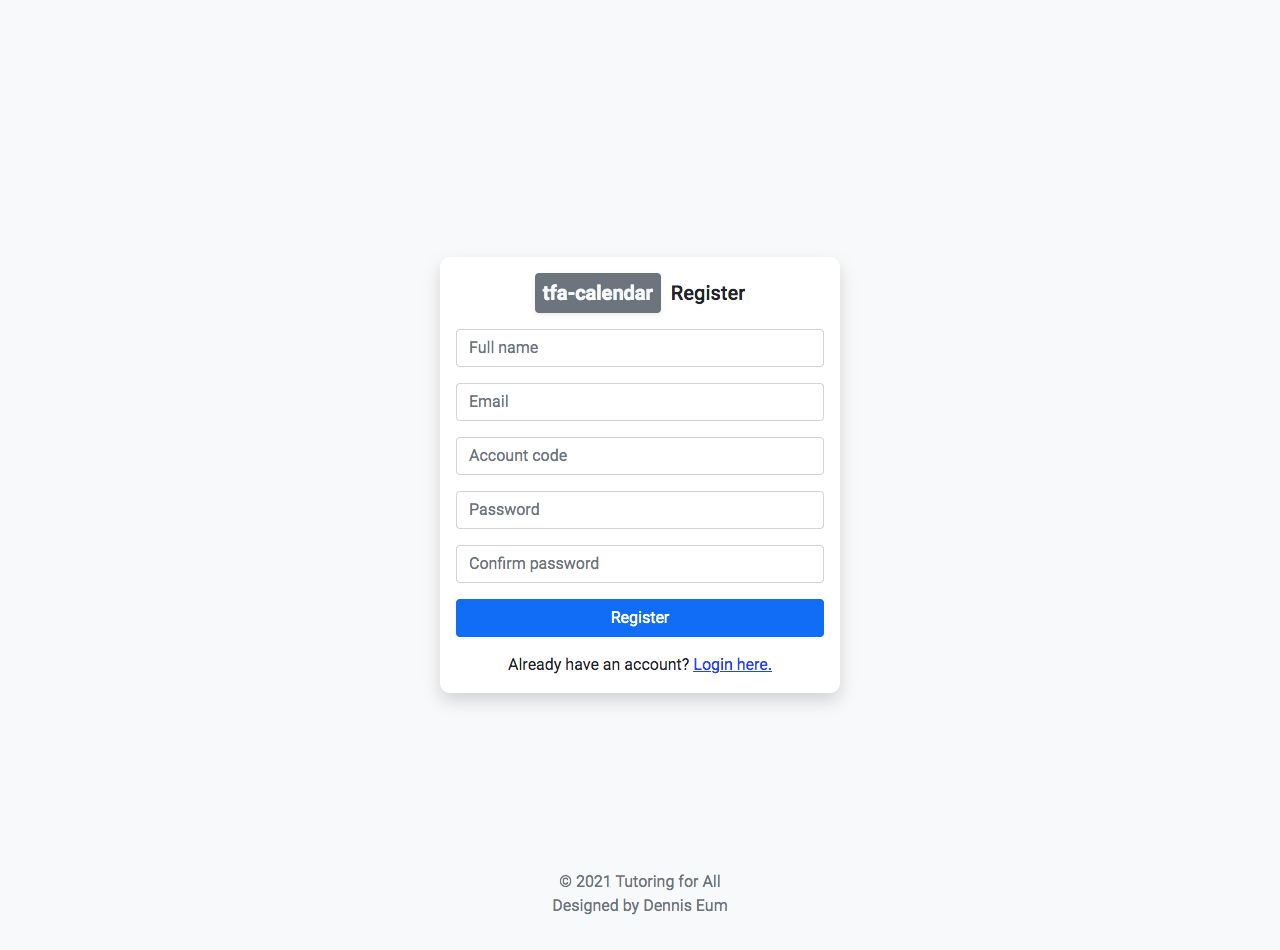 tfa-calendar Register
Full name
Email
Account code
Password
Confirm password
Register
Already have an account? Login here.
© 2021 Tutoring for All
Designed by Dennis Eum